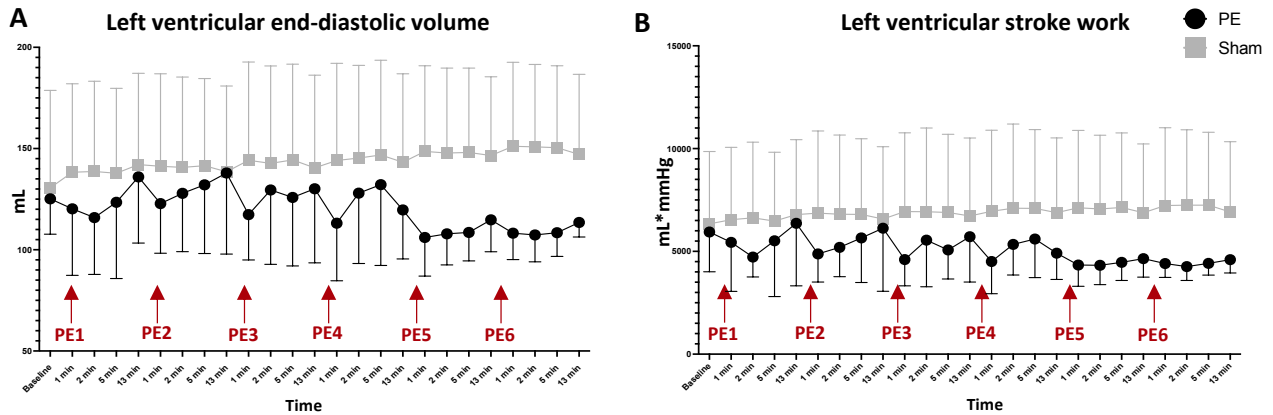 A
Left ventricular end-diastolic volume
200
150
100
50
mL
PE1
PE2
PE3
PE4
PE5
PE6
Baseline
1 min
2 min
5 min
13 min
1 min
2 min
5 min
13 min
1 min
2 min
5 min
13 min
1 min
2 min
5 min
13 min
1 min
2 min
5 min
13 min
1 min
2 min
5 min
13 min
Time
B
Left ventricular stroke work
PE
Sham
15000
10000
5000
0
mL*mmHg
PE1
PE2
PE3
PE4
PE5
PE6
Baseline
1 min
2 min
5 min
13 min
1 min
2 min
5 min
13 min
1 min
2 min
5 min
13 min
1 min
2 min
5 min
13 min
1 min
2 min
5 min
13 min
1 min
2 min
5 min
13 min
Time